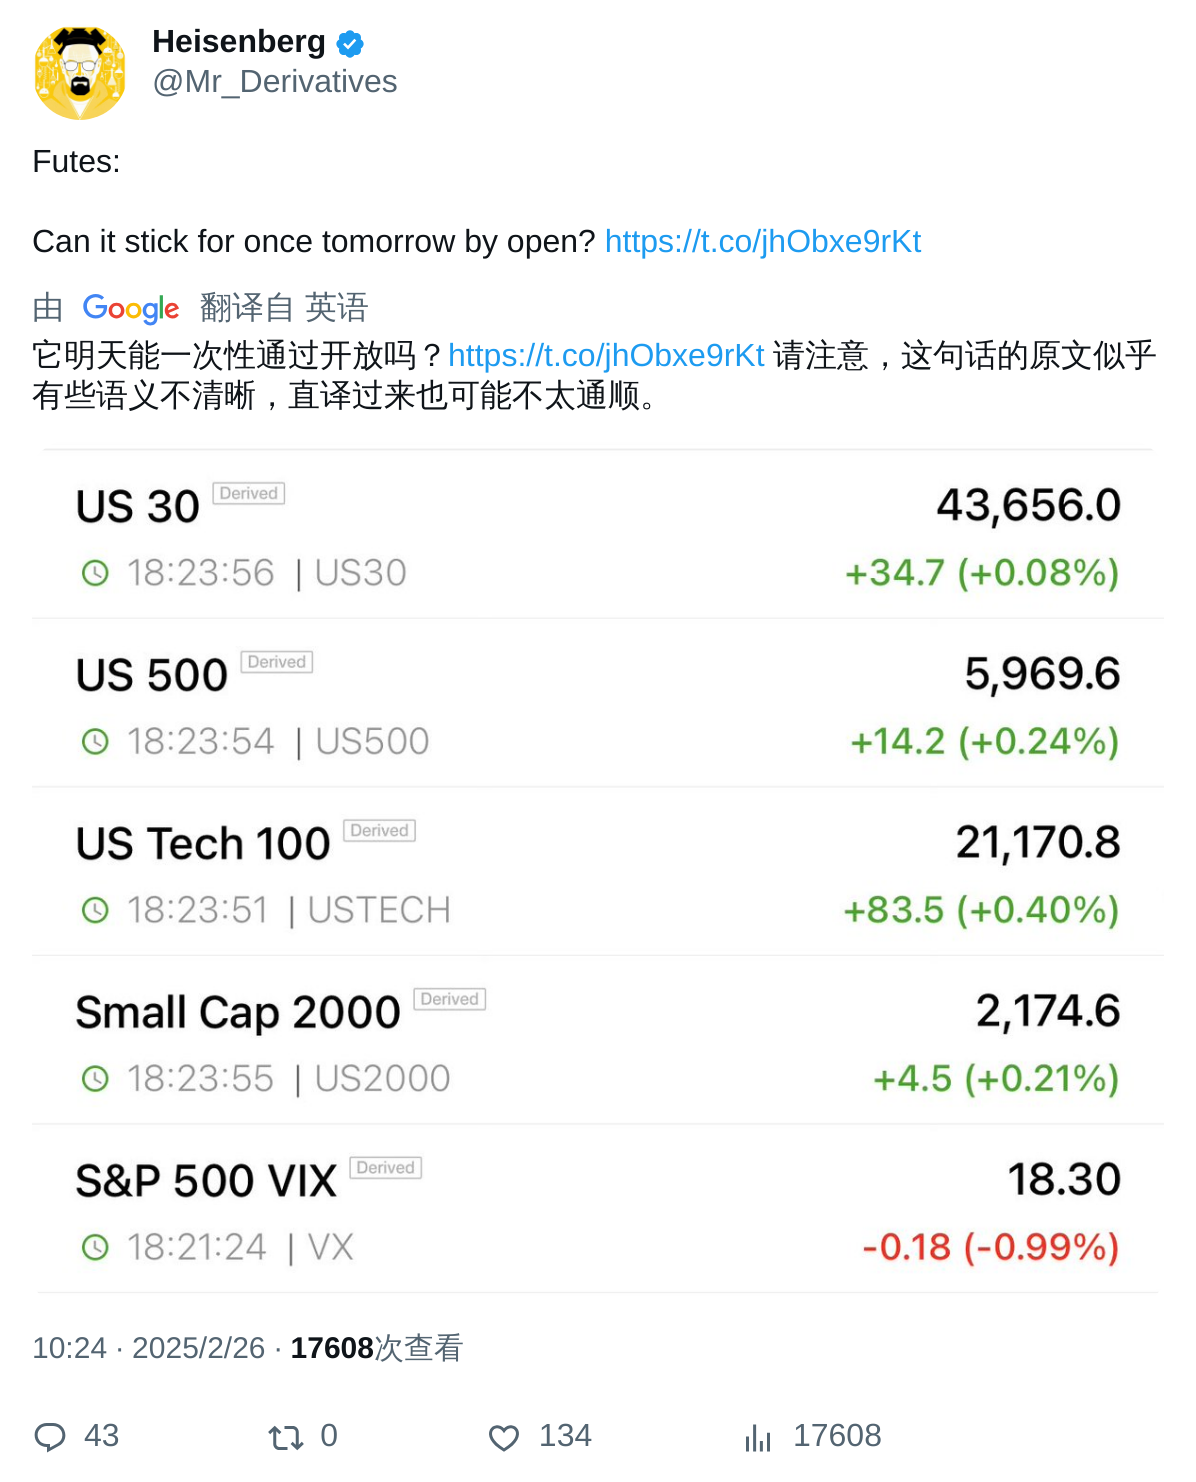 Heisenberg
@Mr_Derivatives
Futes:
Can it stick for once tomorrow by open? https://t.co/jhObxe9rKt
由 Google 翻译自 英语
它明天能一次性通过开放吗？https://t.co/jhObxe9rKt 请注意，这句话的原文似乎
有些语义不清晰，直译过来也可能不太通顺。
US 30 Derived 43,656.0
18:23:56 | US30 +34.7 (+0.08%)
US 500 Derived 5,969.6
18:23:54 | US500 +14.2 (+0.24%)
US Tech 100 Derived 21,170.8
18:23:51 | USTECH +83.5 (+0.40%)
Small Cap 2000 Derived 2,174.6
18:23:55 | US2000 +4.5 (+0.21%)
S&P 500 VIX Derived 18.30
18:21:24 | VX -0.18 (-0.99%)
10:24 · 2025/2/26 · 17608次查看
43 0 134 17608